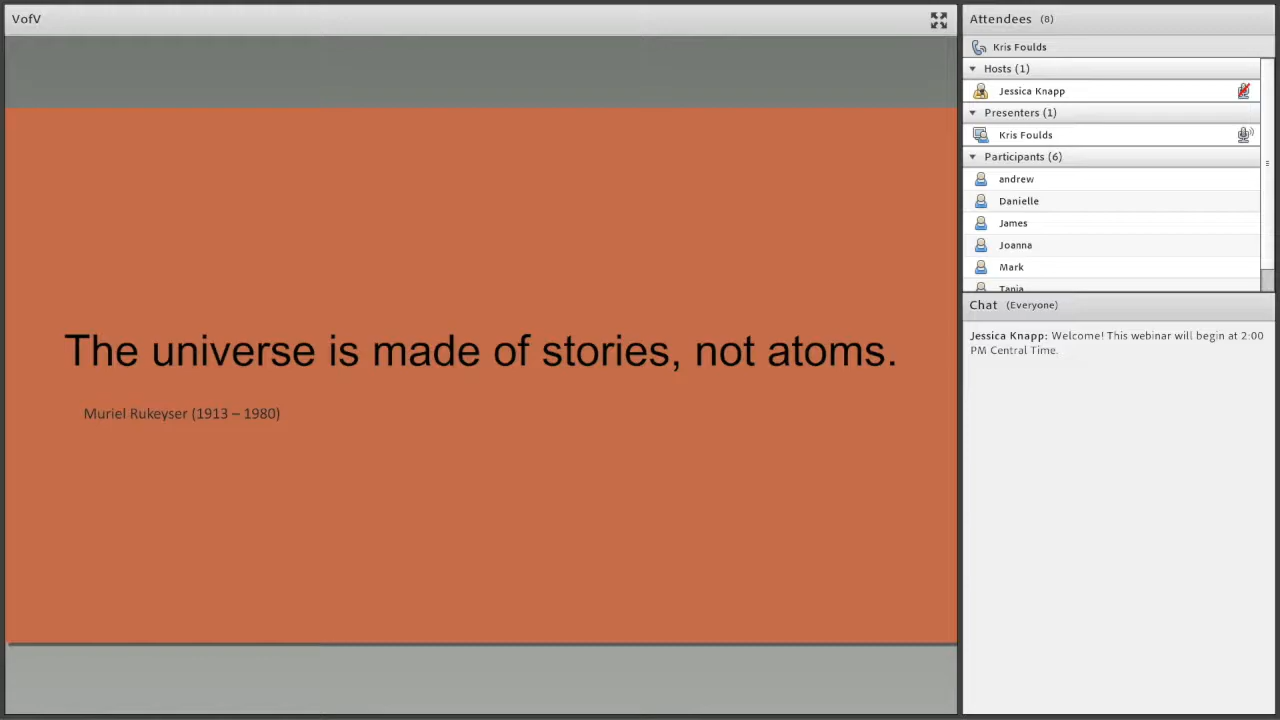 VofV
The universe is made of stories, not atoms.
Muriel Rukeyser (1913 – 1980)
Attendees (8)
Kris Foulds
Hosts (1)
Jessica Knapp
Presenters (1)
Kris Foulds
Participants (6)
andrew
Danielle
James
Joanna
Mark
Tania
Chat (Everyone)
Jessica Knapp: Welcome! This webinar will begin at 2:00
PM Central Time.